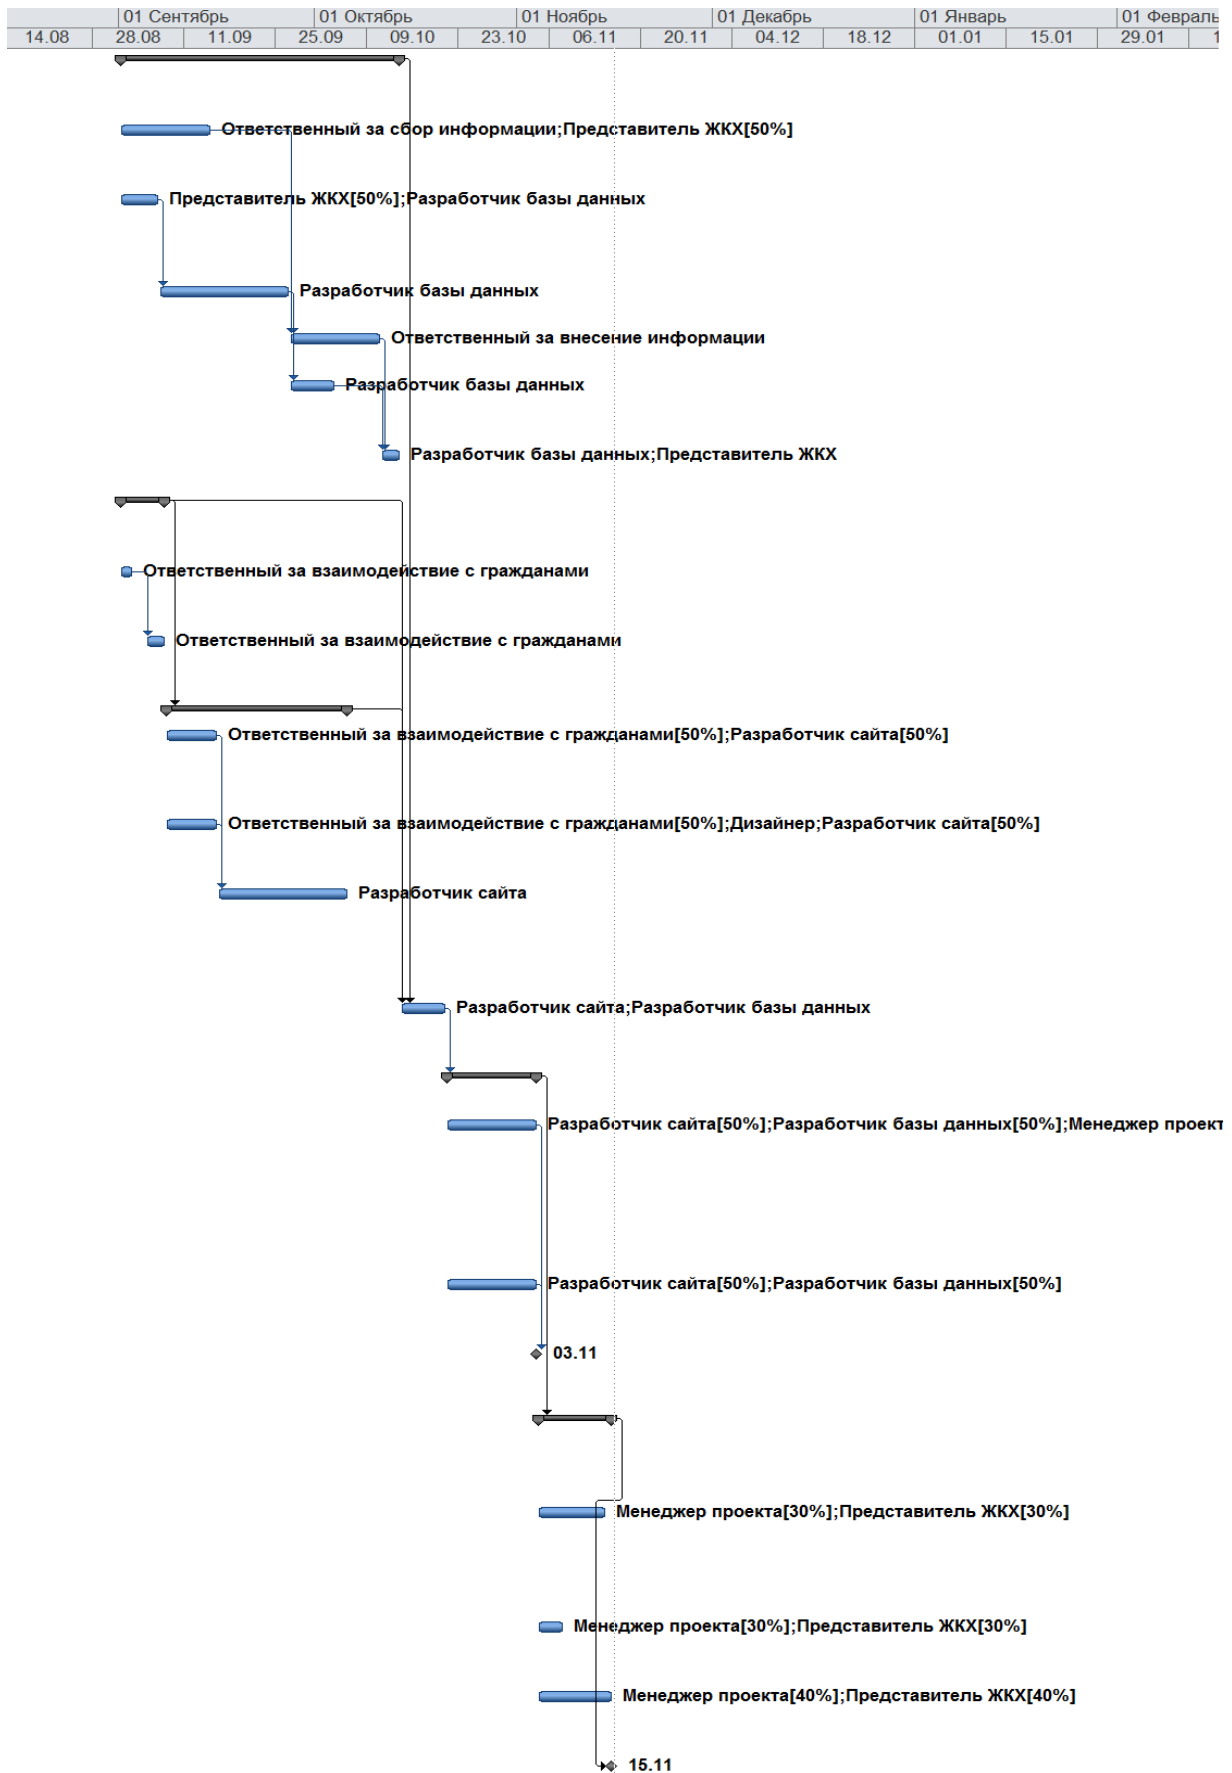 01 Сентябрь 01 Октябрь 01 Ноябрь 01 Декабрь 01 Январь 01 Февраль
14.08 28.08 11.09 25.09 09.10 23.10 06.11 20.11 04.12 18.12 01.01 15.01 29.01 1
Ответственный за сбор информации;Представитель ЖКХ[50%]
Представитель ЖКХ[50%];Разработчик базы данных
Разработчик базы данных
Ответственный за внесение информации
Разработчик базы данных
Разработчик базы данных;Представитель ЖКХ
Ответственный за взаимодействие с гражданами
Ответственный за взаимодействие с гражданами
Ответственный за взаимодействие с гражданами[50%];Разработчик сайта[50%]
Ответственный за взаимодействие с гражданами[50%];Дизайнер;Разработчик сайта[50%]
Разработчик сайта
Разработчик сайта;Разработчик базы данных
Разработчик сайта[50%];Разработчик базы данных[50%];Менеджер проект
Разработчик сайта[50%];Разработчик базы данных[50%]
03.11
Менеджер проекта[30%];Представитель ЖКХ[30%]
Менеджер проекта[30%];Представитель ЖКХ[30%]
Менеджер проекта[40%];Представитель ЖКХ[40%]
15.11